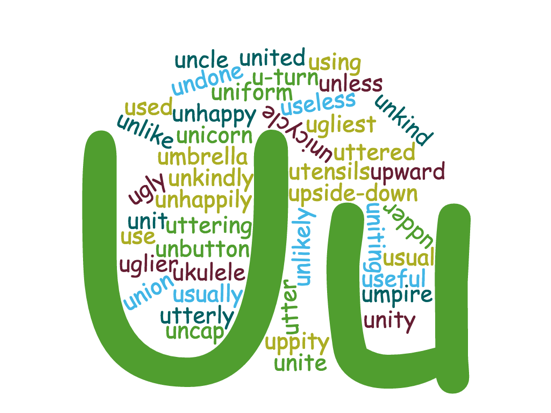 uncle united using
undone u-turn unless
uniform
used unhappy useless unkind
unlike unicorn unicycle ugliest
umbrella uttered
ugly unkindly utensils upward
unhappily upside-down
unit uttering unlikely uniting udder
use unbutton usual
uglier ukulele useful
union usually utter umpire
utterly unity
uncap uppity
unite
U u